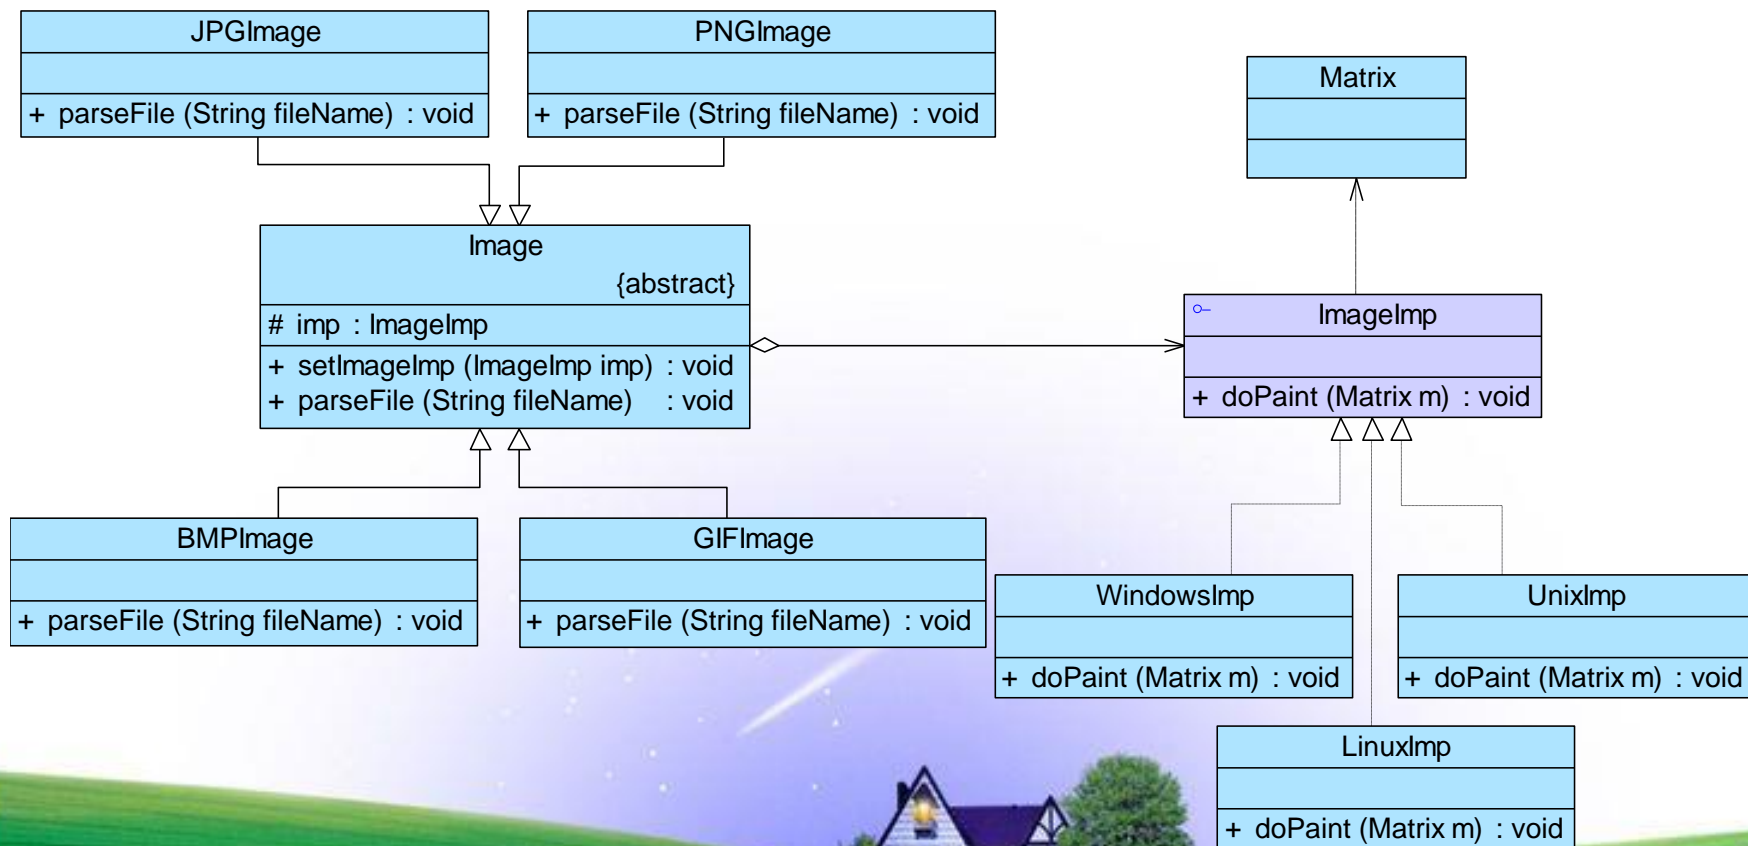 JPGImage
+ parseFile (String fileName) : void
PNGImage
+ parseFile (String fileName) : void
Matrix
Image
{abstract}
# imp : ImageImp
+ setImageImp (ImageImp imp) : void
+ parseFile (String fileName) : void
ImageImp
+ doPaint (Matrix m) : void
BMPImage
+ parseFile (String fileName) : void
GIFImage
+ parseFile (String fileName) : void
WindowsImp
+ doPaint (Matrix m) : void
UnixImp
+ doPaint (Matrix m) : void
LinuxImp
+ doPaint (Matrix m) : void